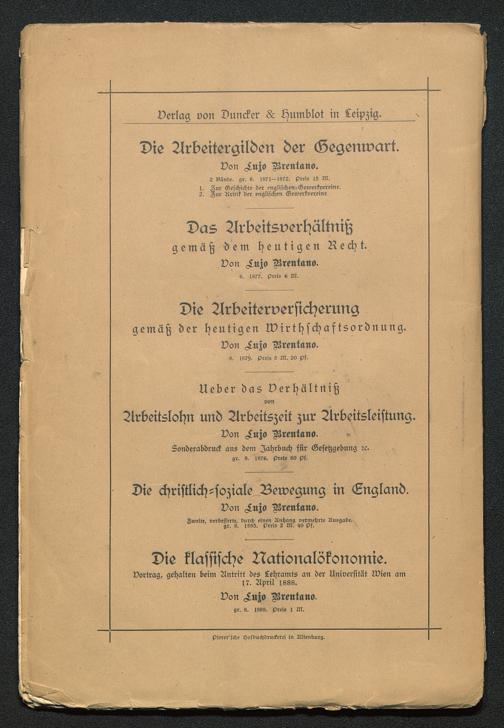 Verlag von Duncker & Humblot in Leipzig.
Die Arbeitergilden der Gegenwart.
Von Lujo Brentano.
2 Bände. gr. 8. 1871—1872. Preis 15 M.
1. Zur Geschichte der englischen Gewerkvereine.
2. Zur Kritik der englischen Gewerkvereine.
Das Arbeitsverhältniß
gemäß dem heutigen Recht.
Von Lujo Brentano.
8. 1877. Preis 6 M.
Die Arbeiterversicherung
gemäß der heutigen Wirthschaftsordnung.
Von Lujo Brentano.
8. 1879. Preis 5 M. 20 Pf.
Ueber das Verhältniß
von
Arbeitslohn und Arbeitszeit zur Arbeitsleistung.
Von Lujo Brentano.
Sonderabdruck aus dem Jahrbuch für Gesetzgebung ꝛc.
gr. 8. 1876. Preis 80 Pf.
Die christlich-soziale Bewegung in England.
Von Lujo Brentano.
Zweite, verbesserte, durch einen Anhang vermehrte Ausgabe.
gr. 8. 1883. Preis 2 M. 40 Pf.
Die klassische Nationalökonomie.
Vortrag, gehalten beim Antritt des Lehramts an der Universität Wien am
17. April 1888.
Von Lujo Brentano.
gr. 8. 1888. Preis 1 M.
Pierer'sche Hofbuchdruckerei in Altenburg.